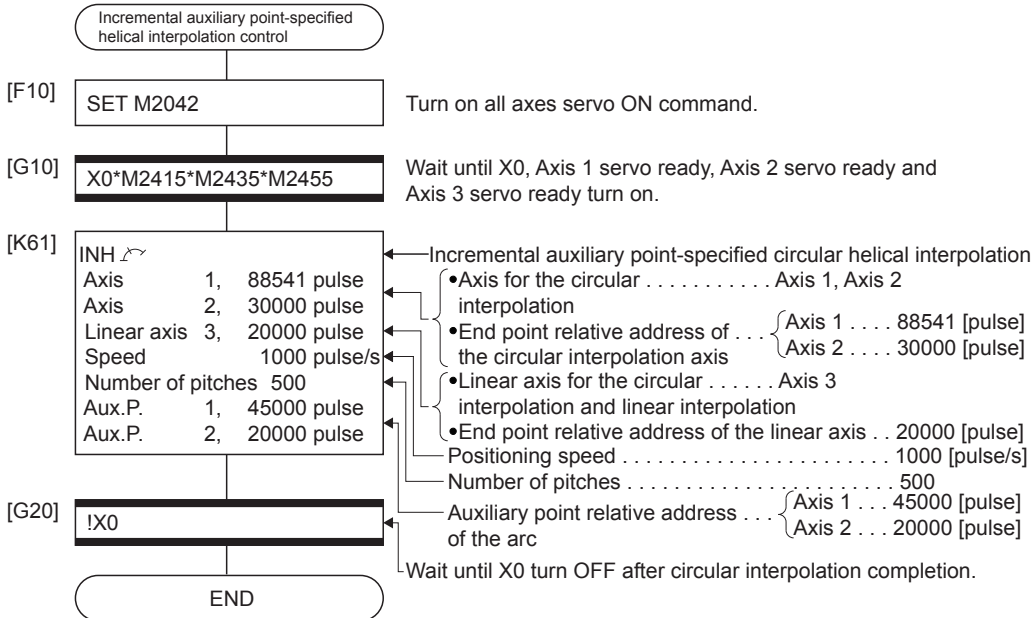 Incremental auxiliary point-specified
helical interpolation control
[F10]
SET M2042
Turn on all axes servo ON command.
[G10]
X0*M2415*M2435*M2455
Wait until X0, Axis 1 servo ready, Axis 2 servo ready and
Axis 3 servo ready turn on.
[K61]
INH
Axis 1, 88541 pulse
Axis 2, 30000 pulse
Linear axis 3, 20000 pulse
Speed 1000 pulse/s
Number of pitches 500
Aux.P. 1, 45000 pulse
Aux.P. 2, 20000 pulse
Incremental auxiliary point-specified circular helical interpolation
•Axis for the circular . . . . . . . . . . . Axis 1, Axis 2
interpolation
•End point relative address of . . . Axis 1 . . . . 88541 [pulse]
the circular interpolation axis Axis 2 . . . . 30000 [pulse]
•Linear axis for the circular . . . . . . Axis 3
interpolation and linear interpolation
•End point relative address of the linear axis . . 20000 [pulse]
Positioning speed . . . . . . . . . . . . . . . . . . . . . . . . 1000 [pulse/s]
Number of pitches . . . . . . . . . . . . . . . . . . . . . . . 500
Auxiliary point relative address . . . Axis 1 . . . 45000 [pulse]
of the arc Axis 2 . . . 20000 [pulse]
[G20]
!X0
Wait until X0 turn OFF after circular interpolation completion.
END